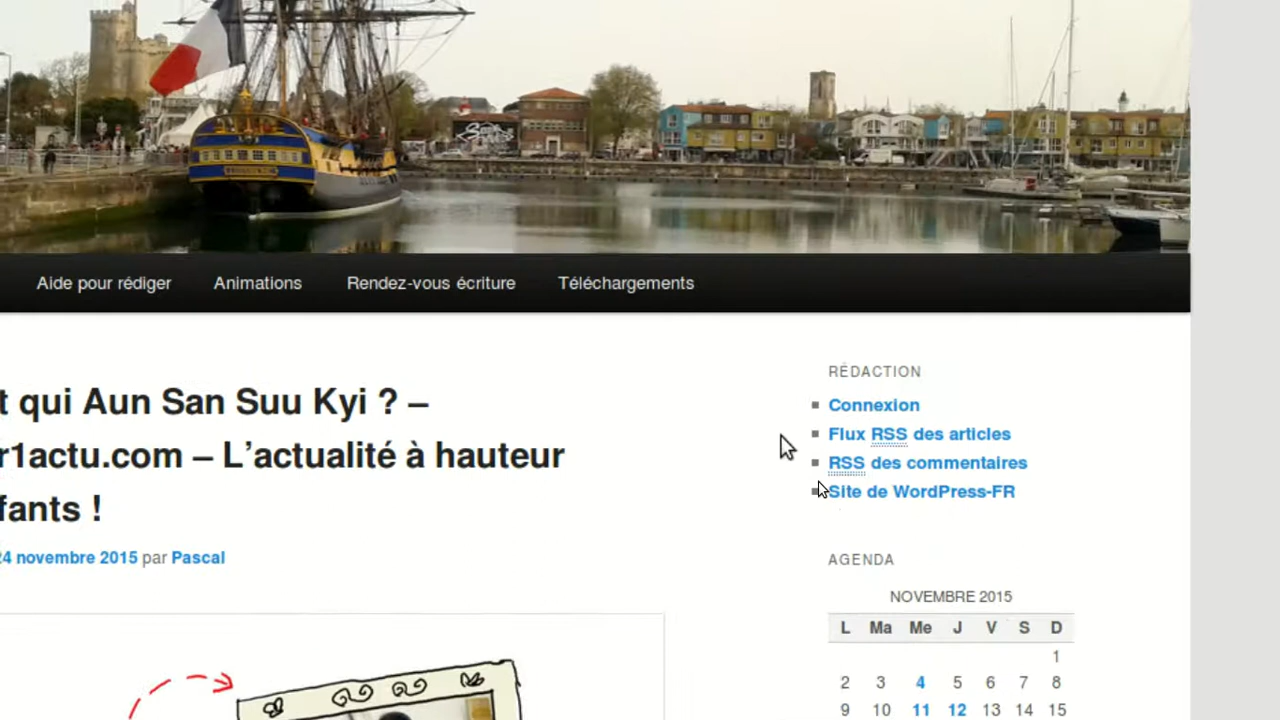 Aide pour rédiger Animations Rendez-vous écriture Téléchargements
t qui Aun San Suu Kyi ? –
r1actu.com – L’actualité à hauteur
fants !
24 novembre 2015 par Pascal
RÉDACTION
Connexion
Flux RSS des articles
RSS des commentaires
Site de WordPress-FR
AGENDA
NOVEMBRE 2015
L Ma Me J V S D
1
2 3 4 5 6 7 8
9 10 11 12 13 14 15